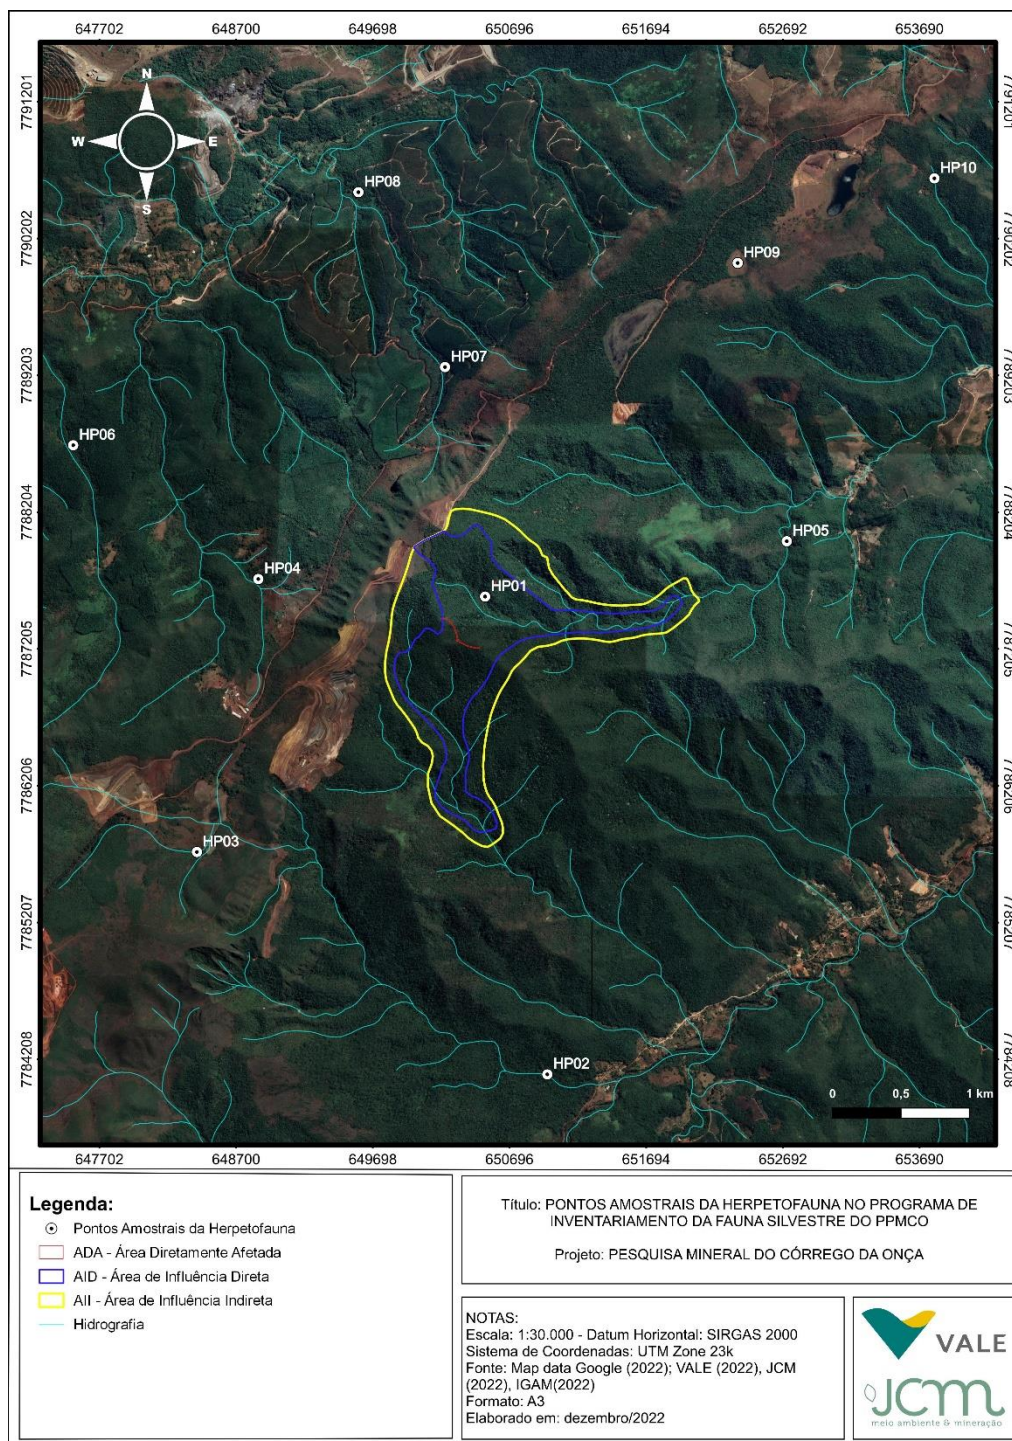 647702 648700 649698 650696 651694 652692 653690
7791201
7790202
7789203
7788204
7787205
7786206
7785207
7784208
N
W E
S
HP08
HP10
HP09
HP07
HP06
HP05
HP04
HP01
HP03
HP02
0 0,5 1 km
7791201
7790202
7789203
7788204
7787205
7786206
7785207
7784208
647702 648700 649698 650696 651694 652692 653690
Legenda:
Pontos Amostrais da Herpetofauna
ADA - Área Diretamente Afetada
AID - Área de Influência Direta
AII - Área de Influência Indireta
Hidrografia
Título: PONTOS AMOSTRAIS DA HERPETOFAUNA NO PROGRAMA DE
INVENTARIAMENTO DA FAUNA SILVESTRE DO PPMCO
Projeto: PESQUISA MINERAL DO CÓRREGO DA ONÇA
NOTAS:
Escala: 1:30.000 - Datum Horizontal: SIRGAS 2000
Sistema de Coordenadas: UTM Zone 23k
Fonte: Map data Google (2022); VALE (2022), JCM
(2022), IGAM(2022)
Formato: A3
Elaborado em: dezembro/2022
VALE
JCM
meio ambiente & mineração